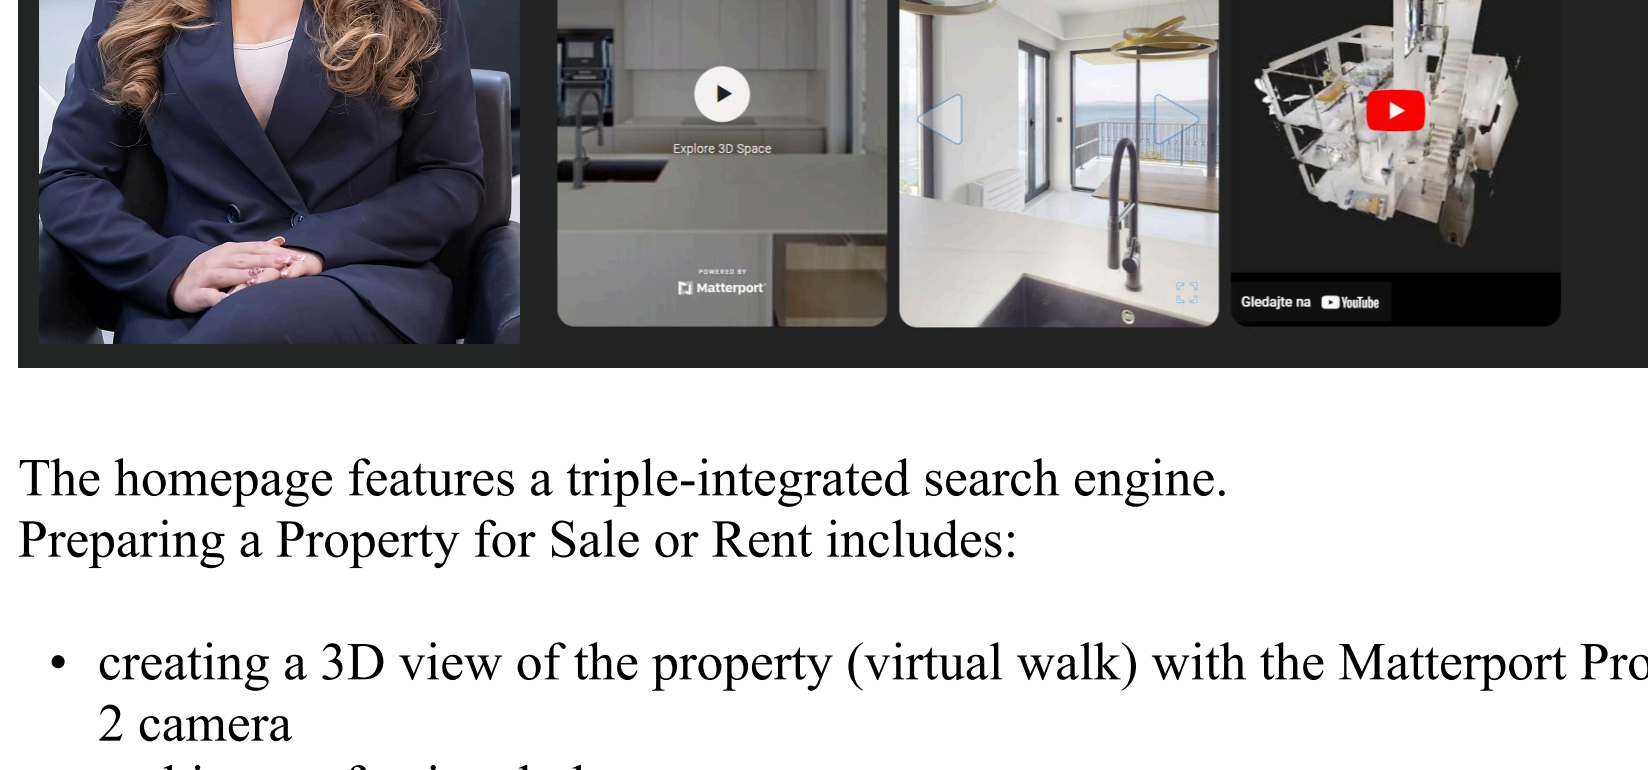 Explore 3D Space
POWERED BY
Matterport
Gledajte na YouTube
The homepage features a triple-integrated search engine.
Preparing a Property for Sale or Rent includes:
• creating a 3D view of the property (virtual walk) with the Matterport Pro
2 camera